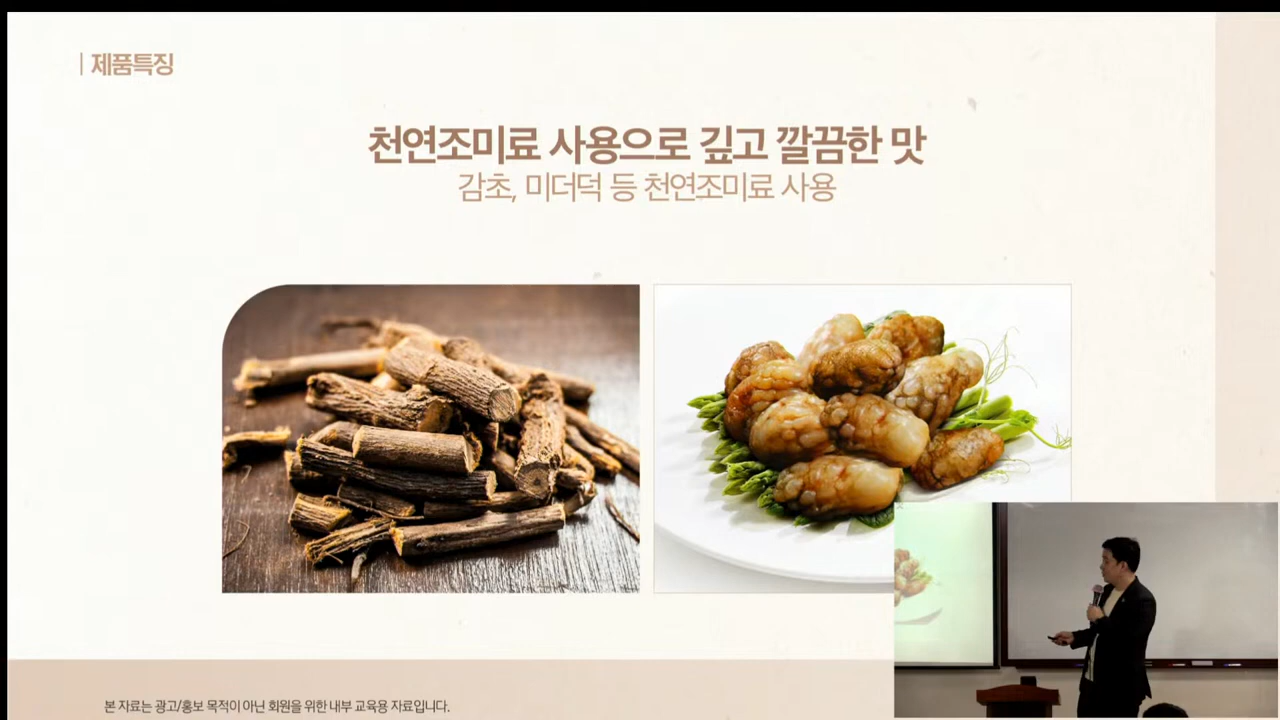 제품특징
천연조미료 사용으로 깊고 깔끔한 맛
감초, 미더덕 등 천연조미료 사용
본 자료는 광고/홍보 목적이 아닌 회원을 위한 내부 교육용 자료입니다.